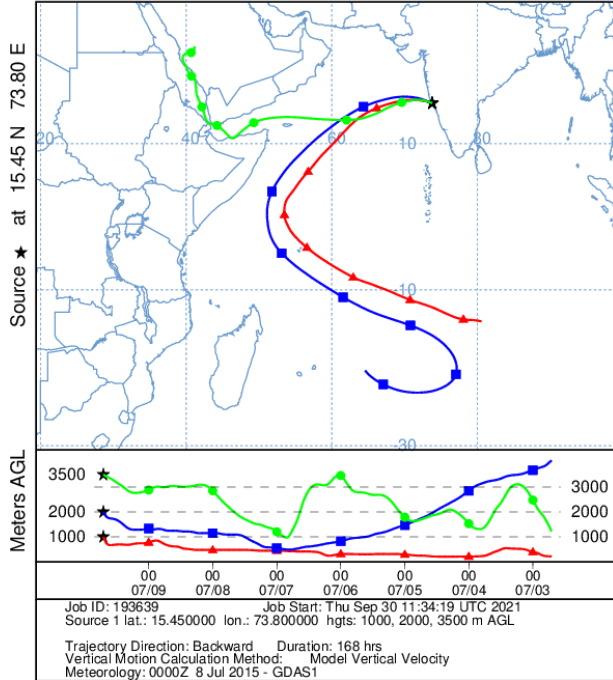 Source ★ at 15.45 N 73.80 E
20
40
60
80
10
-10
-30
Meters AGL
3500
2000
1000
3000
2000
1000
00 00 00 00 00 00 00
07/09 07/08 07/07 07/06 07/05 07/04 07/03
Job ID: 193639 Job Start: Thu Sep 30 11:34:19 UTC 2021
Source 1 lat.: 15.450000 lon.: 73.800000 hgts: 1000, 2000, 3500 m AGL
Trajectory Direction: Backward Duration: 168 hrs
Vertical Motion Calculation Method: Model Vertical Velocity
Meteorology: 0000Z 8 Jul 2015 - GDAS1